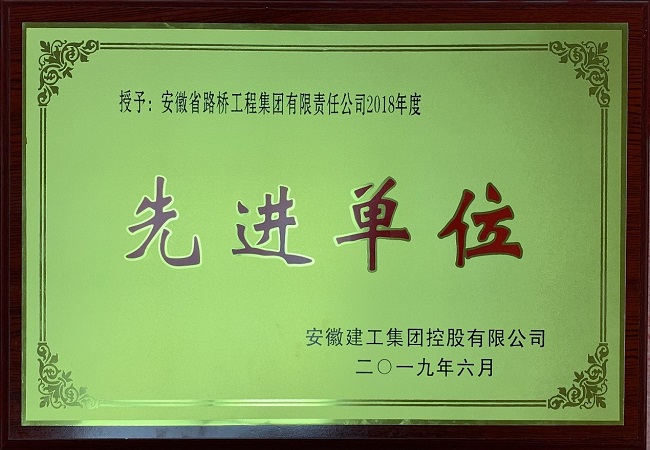 授予：安徽省路桥工程集团有限责任公司2018年度
先进单位
安徽建工集团控股有限公司
二〇一九年六月